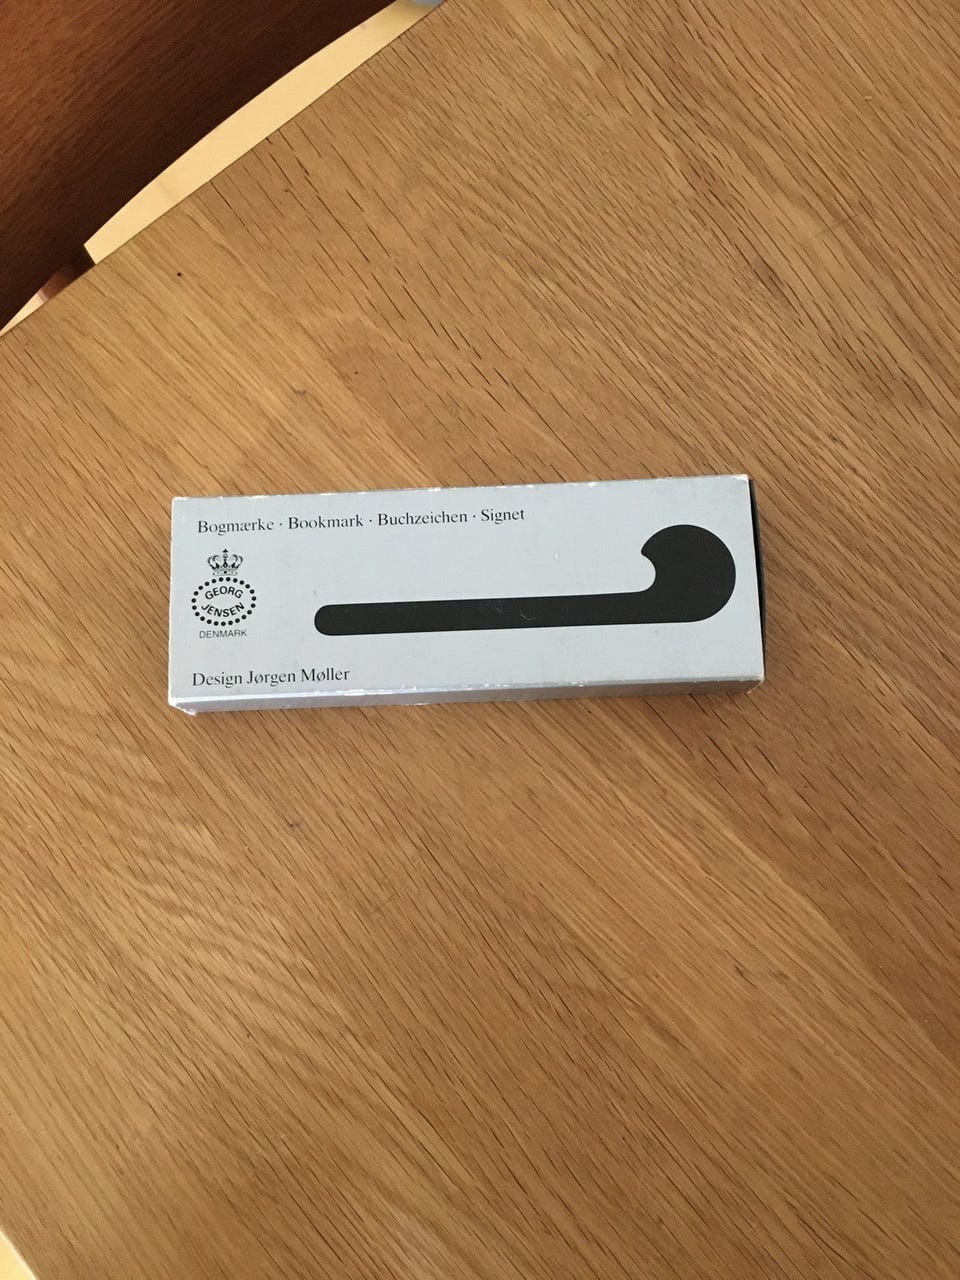 Bogmærke · Bookmark · Buchzeichen · Signet
GEORG
JENSEN
DENMARK
Design Jørgen Møller